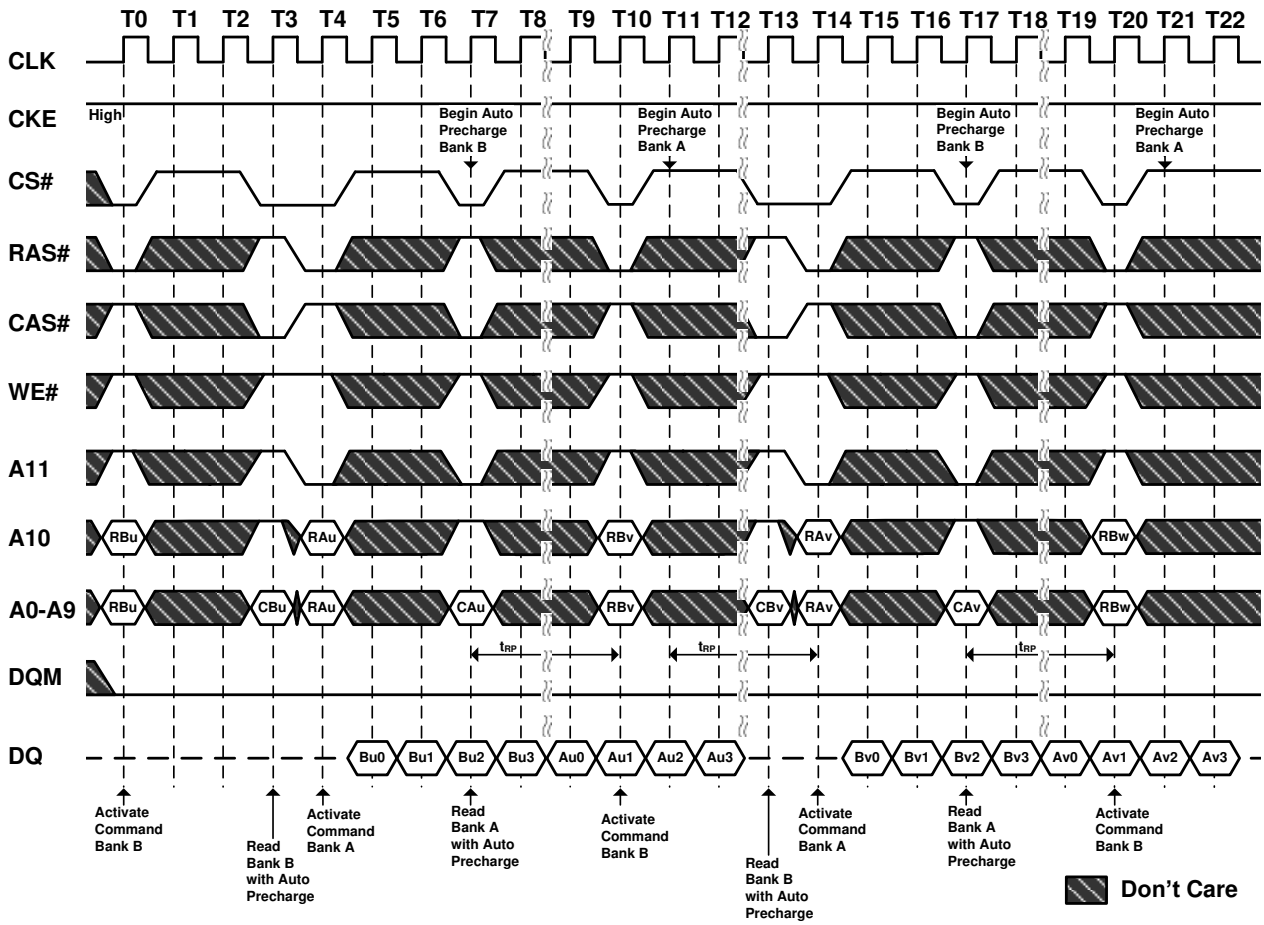 T0 T1 T2 T3 T4 T5 T6 T7 T8 T9 T10 T11 T12 T13 T14 T15 T16 T17 T18 T19 T20 T21 T22
CLK
CKE
High
Begin Auto
Precharge
Bank B
Begin Auto
Precharge
Bank A
Begin Auto
Precharge
Bank B
Begin Auto
Precharge
Bank A
CS#
RAS#
CAS#
WE#
A11
A10
RBu RAu RBv RAv RBw
A0-A9
RBu CBu RAu CAu RBv CBv RAv CAv RBw
tRP tRP tRP
DQM
DQ
Bu0 Bu1 Bu2 Bu3 Au0 Au1 Au2 Au3 Bv0 Bv1 Bv2 Bv3 Av0 Av1 Av2 Av3
Activate
Command
Bank B
Read
Bank B
with Auto
Precharge
Activate
Command
Bank A
Read
Bank A
with Auto
Precharge
Activate
Command
Bank B
Read
Bank B
with Auto
Precharge
Activate
Command
Bank A
Read
Bank A
with Auto
Precharge
Activate
Command
Bank B
Don't Care